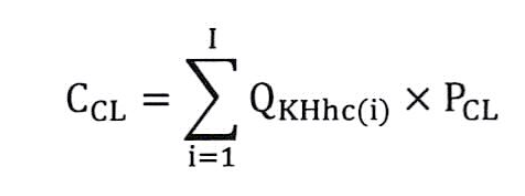 C_CL = ∑_{i=1}^{I} Q_KHhc(i) × P_CL